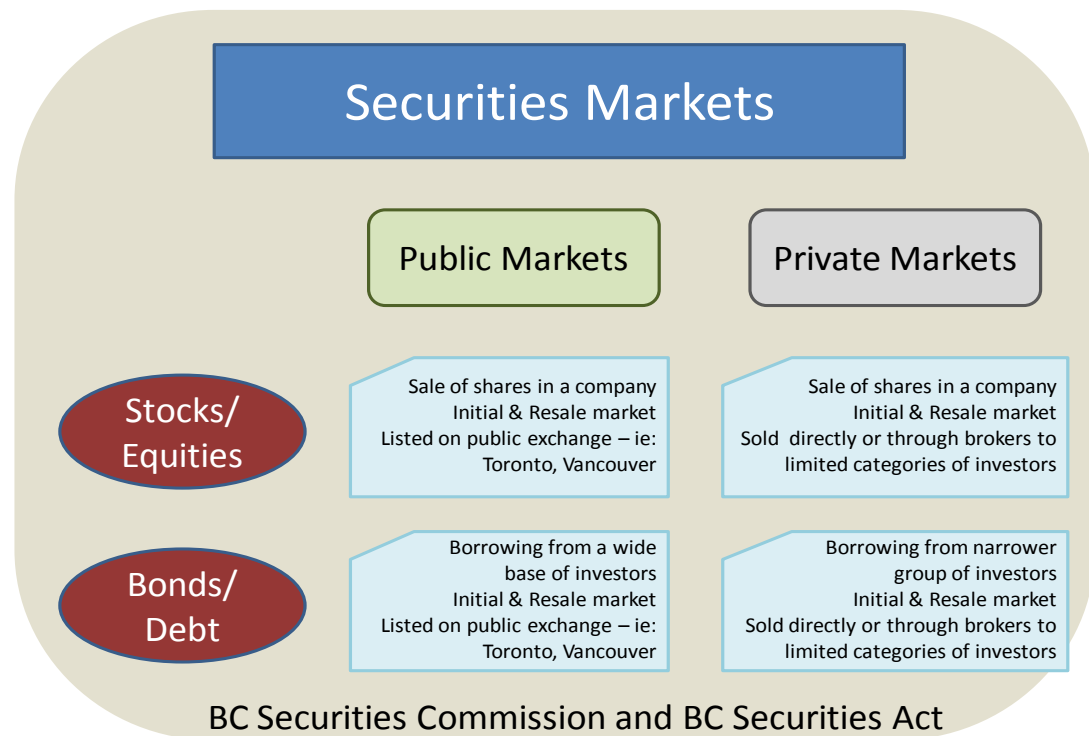 Securities Markets
Public Markets
Private Markets
Stocks/
Equities
Sale of shares in a company
Initial & Resale market
Listed on public exchange – ie:
Toronto, Vancouver
Sale of shares in a company
Initial & Resale market
Sold directly or through brokers to
limited categories of investors
Bonds/
Debt
Borrowing from a wide
base of investors
Initial & Resale market
Listed on public exchange – ie:
Toronto, Vancouver
Borrowing from narrower
group of investors
Initial & Resale market
Sold directly or through brokers to
limited categories of investors
BC Securities Commission and BC Securities Act